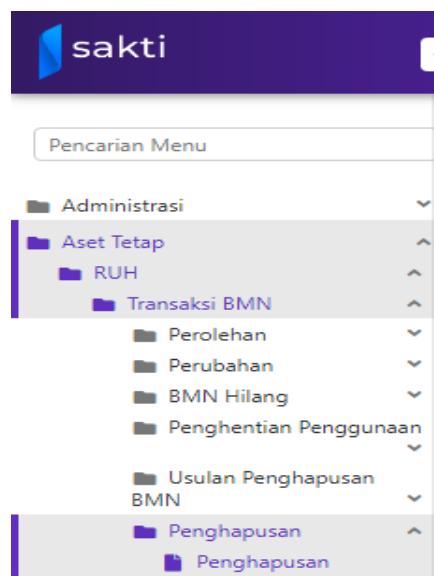 sakti
Pencarian Menu
Administrasi
Aset Tetap
RUH
Transaksi BMN
Perolehan
Perubahan
BMN Hilang
Penghentian Penggunaan
Usulan Penghapusan
BMN
Penghapusan
Penghapusan